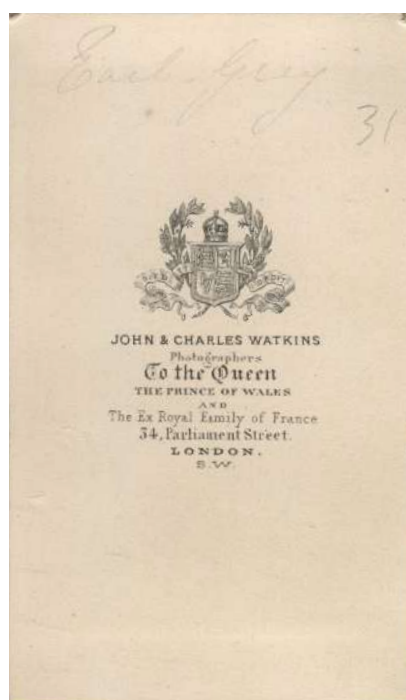 Earl Grey
31
JOHN & CHARLES WATKINS
Photographers
To the Queen
THE PRINCE OF WALES
AND
The Ex Royal Family of France
34, Parliament Street.
LONDON.
S.W.